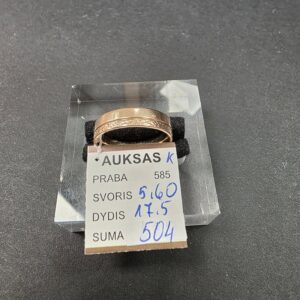 * AUKSAS K
PRABA 585
SVORIS 5,60
DYDIS 17.5
SUMA 504